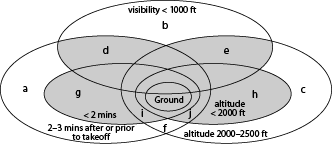 visibility < 1000 ft
b
d
e
a
g
h
c
Ground
< 2 mins
altitude
< 2000 ft
i
j
2–3 mins after or prior
to takeoff
f
altitude 2000–2500 ft